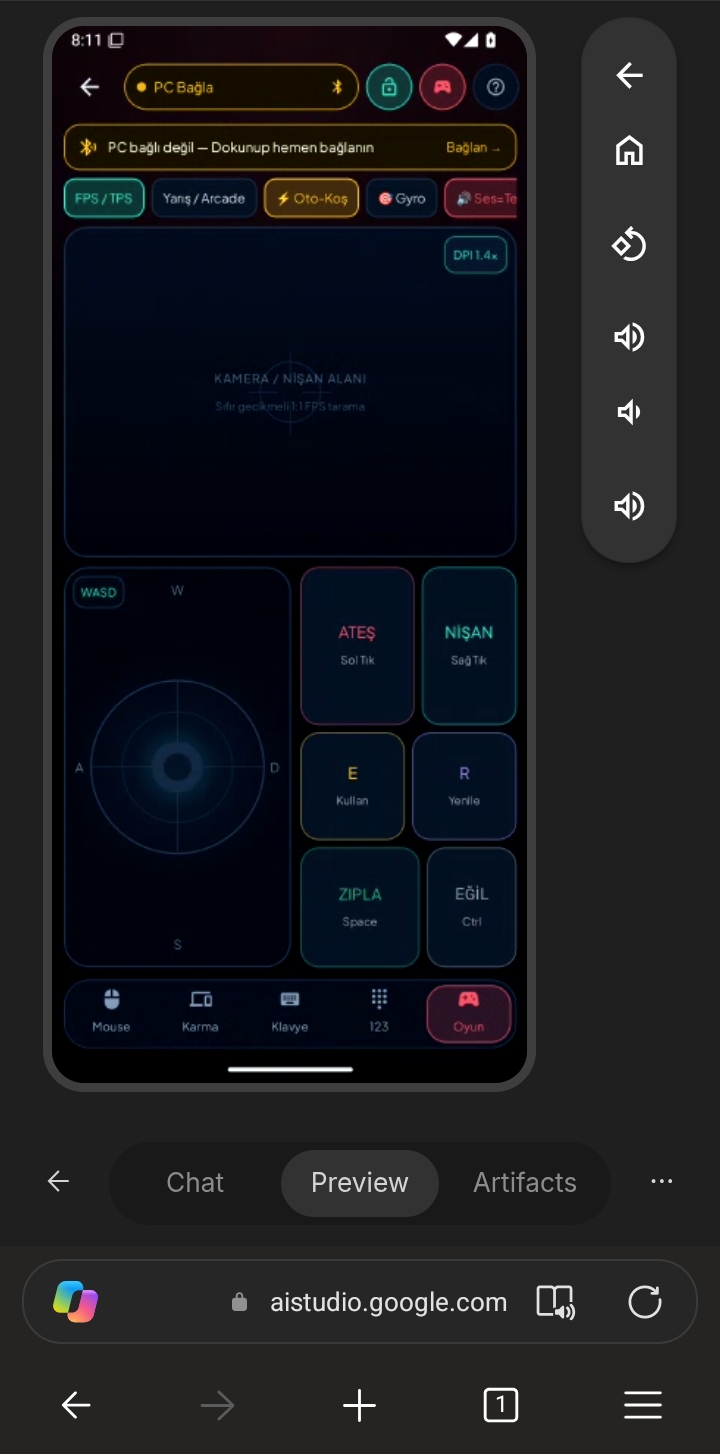 8:11
PC Bağla
PC bağlı değil — Dokunup hemen bağlanın
Bağlan →
FPS / TPS
Yarış / Arcade
⚡ Oto-Koş
🎯 Gyro
🔊 Ses=Te
DPI 1.4x
KAMERA / NİŞAN ALANI
Sıfır gecikmeli 1:1 FPS tarama
WASD
W
A
D
S
ATEŞ
Sol Tık
NİŞAN
Sağ Tık
E
Kullan
R
Yenile
ZIPLA
Space
EĞİL
Ctrl
Mouse
Karma
Klavye
123
Oyun
Chat
Preview
Artifacts
aistudio.google.com
1